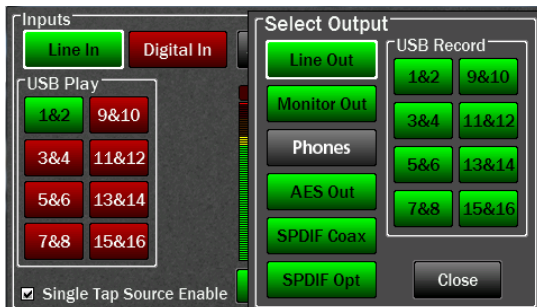 Inputs
Line In
Digital In
USB Play
1&2
9&10
3&4
11&12
5&6
13&14
7&8
15&16
Single Tap Source Enable
Select Output
Line Out
Monitor Out
Phones
AES Out
SPDIF Coax
SPDIF Opt
USB Record
1&2
9&10
3&4
11&12
5&6
13&14
7&8
15&16
Close